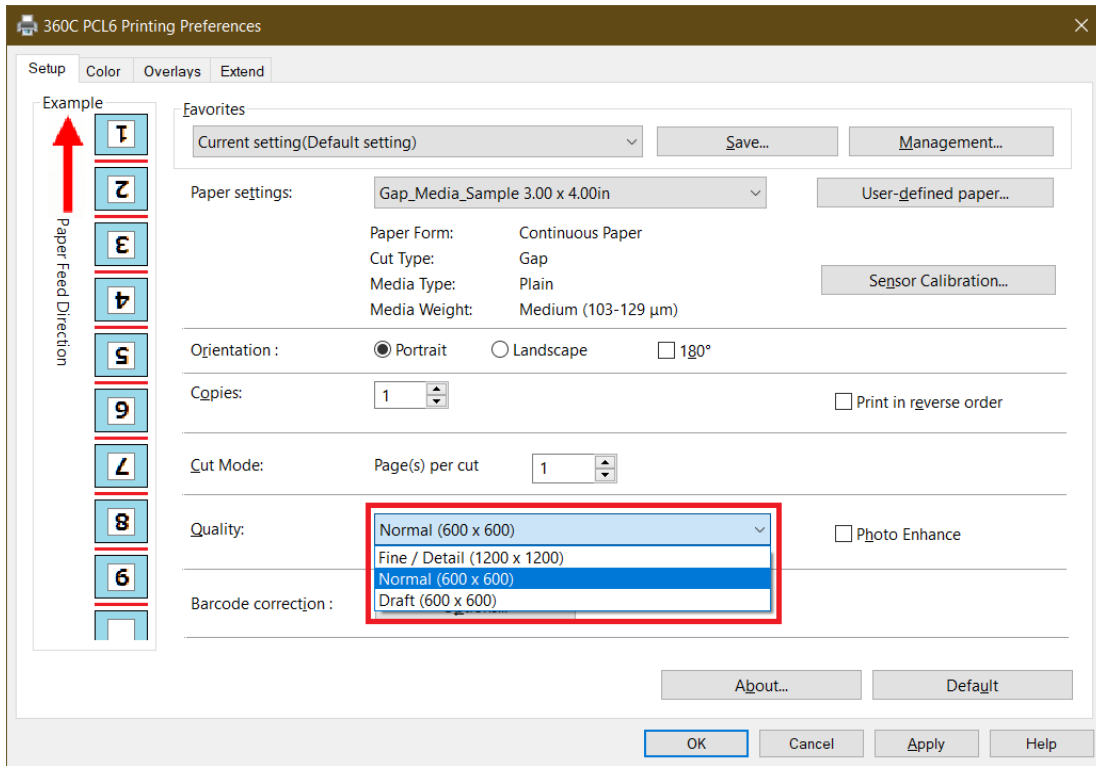 360C PCL6 Printing Preferences
Setup Color Overlays Extend
Example
Paper Feed Direction
1
2
3
4
5
6
7
8
9
Favorites
Current setting(Default setting) Save... Management...
Paper settings: Gap_Media_Sample 3.00 x 4.00in User-defined paper...
Paper Form: Continuous Paper
Cut Type: Gap
Media Type: Plain Sensor Calibration...
Media Weight: Medium (103-129 μm)
Orientation : Portrait Landscape 180°
Copies: 1 Print in reverse order
Cut Mode: Page(s) per cut 1
Quality: Normal (600 x 600) Photo Enhance
Fine / Detail (1200 x 1200)
Normal (600 x 600)
Draft (600 x 600)
Barcode correction :
About... Default
OK Cancel Apply Help